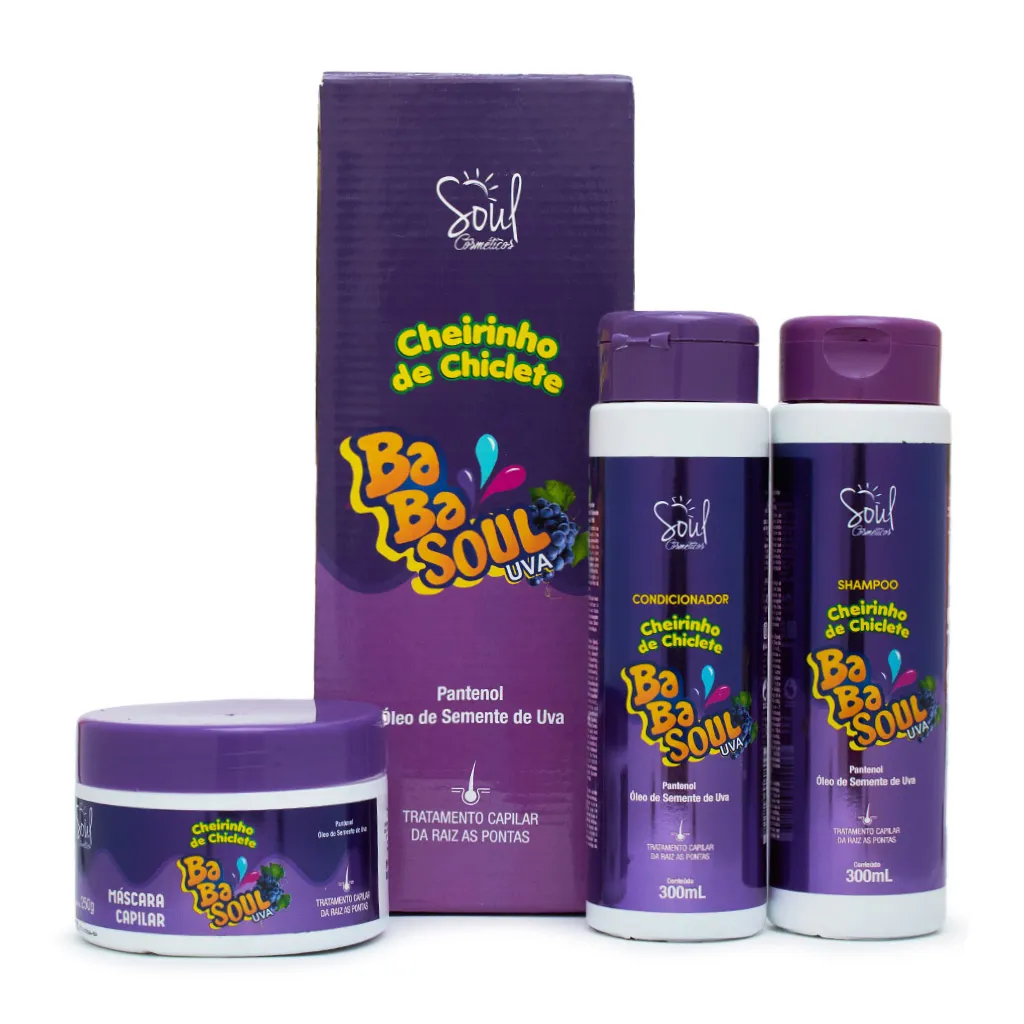 Soul
Cosméticos
Cheirinho
de Chiclete
Ba
Ba
SOUL
UVA
Pantenol
Óleo de Semente de Uva
TRATAMENTO CAPILAR
DA RAIZ AS PONTAS
Soul
Cosméticos
CONDICIONADOR
Cheirinho
de Chiclete
Ba
Ba
SOUL
UVA
Pantenol
Óleo de Semente de Uva
TRATAMENTO CAPILAR
DA RAIZ AS PONTAS
Conteúdo
300mL
Soul
Cosméticos
SHAMPOO
Cheirinho
de Chiclete
Ba
Ba
SOUL
UVA
Pantenol
Óleo de Semente de Uva
TRATAMENTO CAPILAR
DA RAIZ AS PONTAS
Conteúdo
300mL
Soul
Cheirinho
de Chiclete
Ba
Ba
SOUL
UVA
MÁSCARA
CAPILAR
250g
Pantenol
Óleo de Semente de Uva
TRATAMENTO CAPILAR
DA RAIZ AS PONTAS